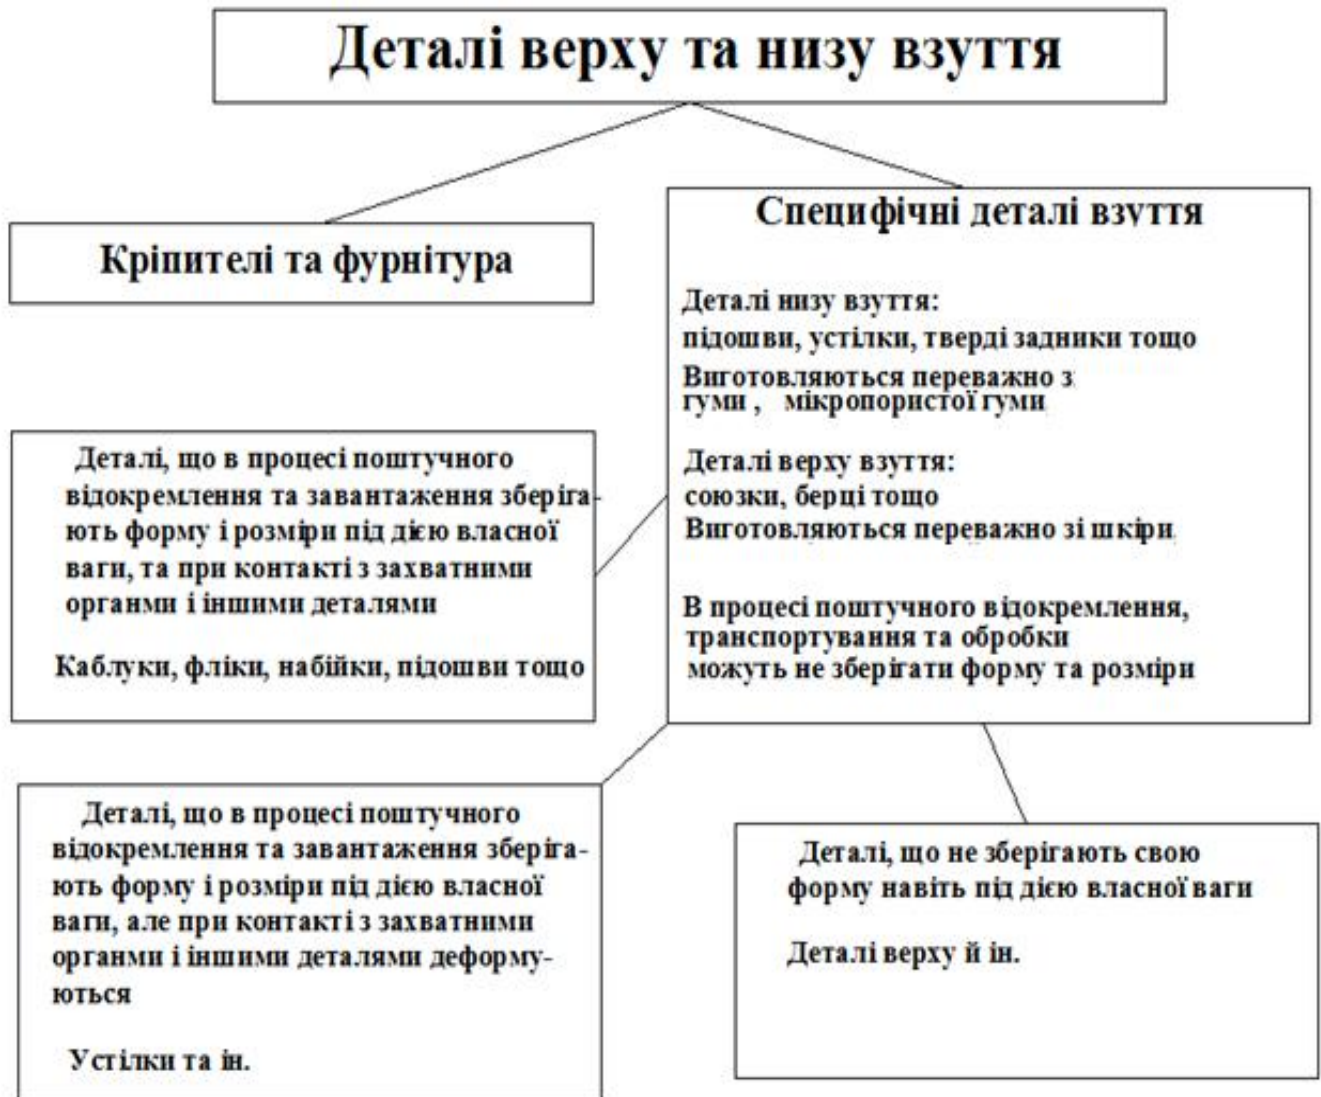 Деталі верху та низу взуття
Кріпителі та фурнітура
Специфічні деталі взуття
Деталі низу взуття:
підошви, устілки, тверді задники тощо
Виготовляються переважно з
гуми , мікропористої гуми
Деталі верху взуття:
союзки, берці тощо
Виготовляються переважно зі шкіри
В процесі поштучного відокремлення,
транспортування та обробки
можуть не зберігати форму та розміри
Деталі, що в процесі поштучного
відокремлення та завантаження зберіга-
ють форму і розміри під дією власної
ваги, та при контакті з захватними
органми і іншими деталями
Каблуки, фліки, набійки, підошви тощо
Деталі, що в процесі поштучного
відокремлення та завантаження зберіга-
ють форму і розміри під дією власної
ваги, але при контакті з захватними
органми і іншими деталями деформу-
ються
Устілки та ін.
Деталі, що не зберігають свою
форму навіть під дією власної ваги
Деталі верху й ін.